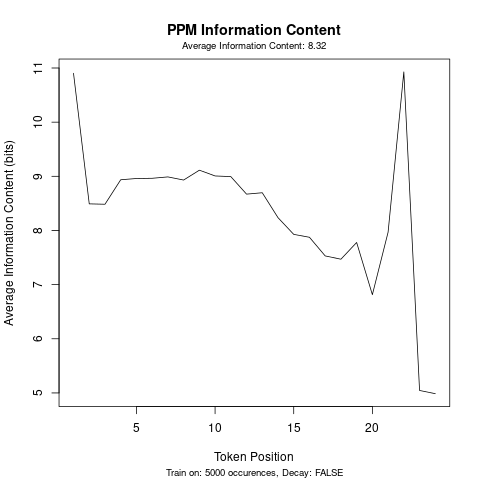 PPM Information Content
Average Information Content: 8.32
Average Information Content (bits)
11
10
9
8
7
6
5
5 10 15 20
Token Position
Train on: 5000 occurences, Decay: FALSE